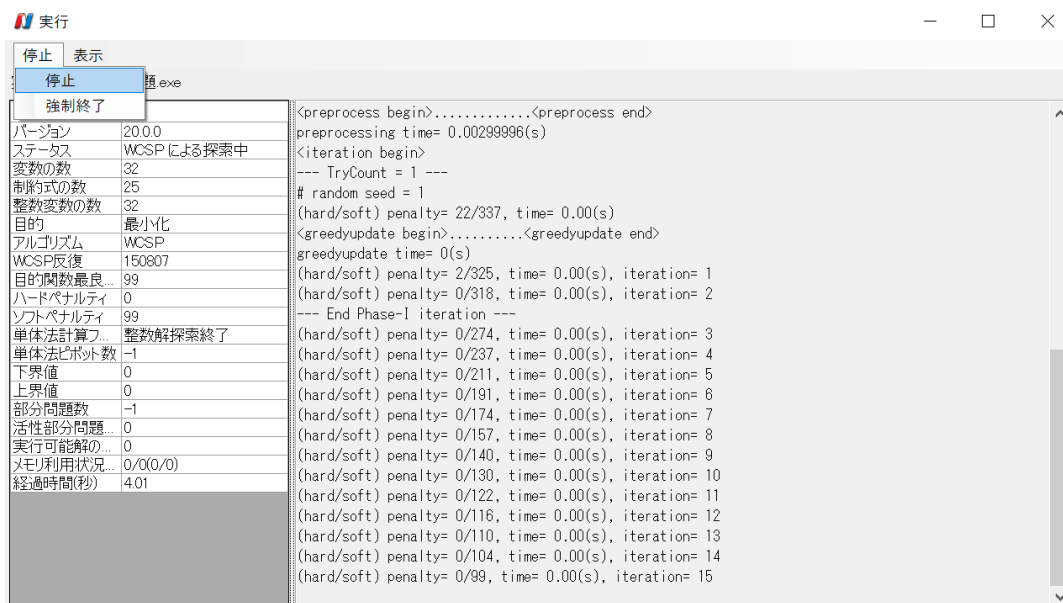 実行
停止 表示
停止
題.exe
強制終了
バージョン 20.0.0
ステータス WCSP による探索中
変数の数 32
制約式の数 25
整数変数の数 32
目的 最小化
アルゴリズム WCSP
WCSP反復 150807
目的関数最良... 99
ハードペナルティ 0
ソフトペナルティ 99
単体法計算フ... 整数解探索終了
単体法ピボット数 -1
下界値 0
上界値 0
部分問題数 -1
活性部分問題... 0
実行可能解の... 0
メモリ利用状況... 0/0(0/0)
経過時間(秒) 4.01
<preprocess begin>.............<preprocess end>
preprocessing time= 0.00299996(s)
<iteration begin>
--- TryCount = 1 ---
# random seed = 1
(hard/soft) penalty= 22/337, time= 0.00(s)
<greedyupdate begin>..........<greedyupdate end>
greedyupdate time= 0(s)
(hard/soft) penalty= 2/325, time= 0.00(s), iteration= 1
(hard/soft) penalty= 0/318, time= 0.00(s), iteration= 2
--- End Phase-I iteration ---
(hard/soft) penalty= 0/274, time= 0.00(s), iteration= 3
(hard/soft) penalty= 0/237, time= 0.00(s), iteration= 4
(hard/soft) penalty= 0/211, time= 0.00(s), iteration= 5
(hard/soft) penalty= 0/191, time= 0.00(s), iteration= 6
(hard/soft) penalty= 0/174, time= 0.00(s), iteration= 7
(hard/soft) penalty= 0/157, time= 0.00(s), iteration= 8
(hard/soft) penalty= 0/140, time= 0.00(s), iteration= 9
(hard/soft) penalty= 0/130, time= 0.00(s), iteration= 10
(hard/soft) penalty= 0/122, time= 0.00(s), iteration= 11
(hard/soft) penalty= 0/116, time= 0.00(s), iteration= 12
(hard/soft) penalty= 0/110, time= 0.00(s), iteration= 13
(hard/soft) penalty= 0/104, time= 0.00(s), iteration= 14
(hard/soft) penalty= 0/99, time= 0.00(s), iteration= 15